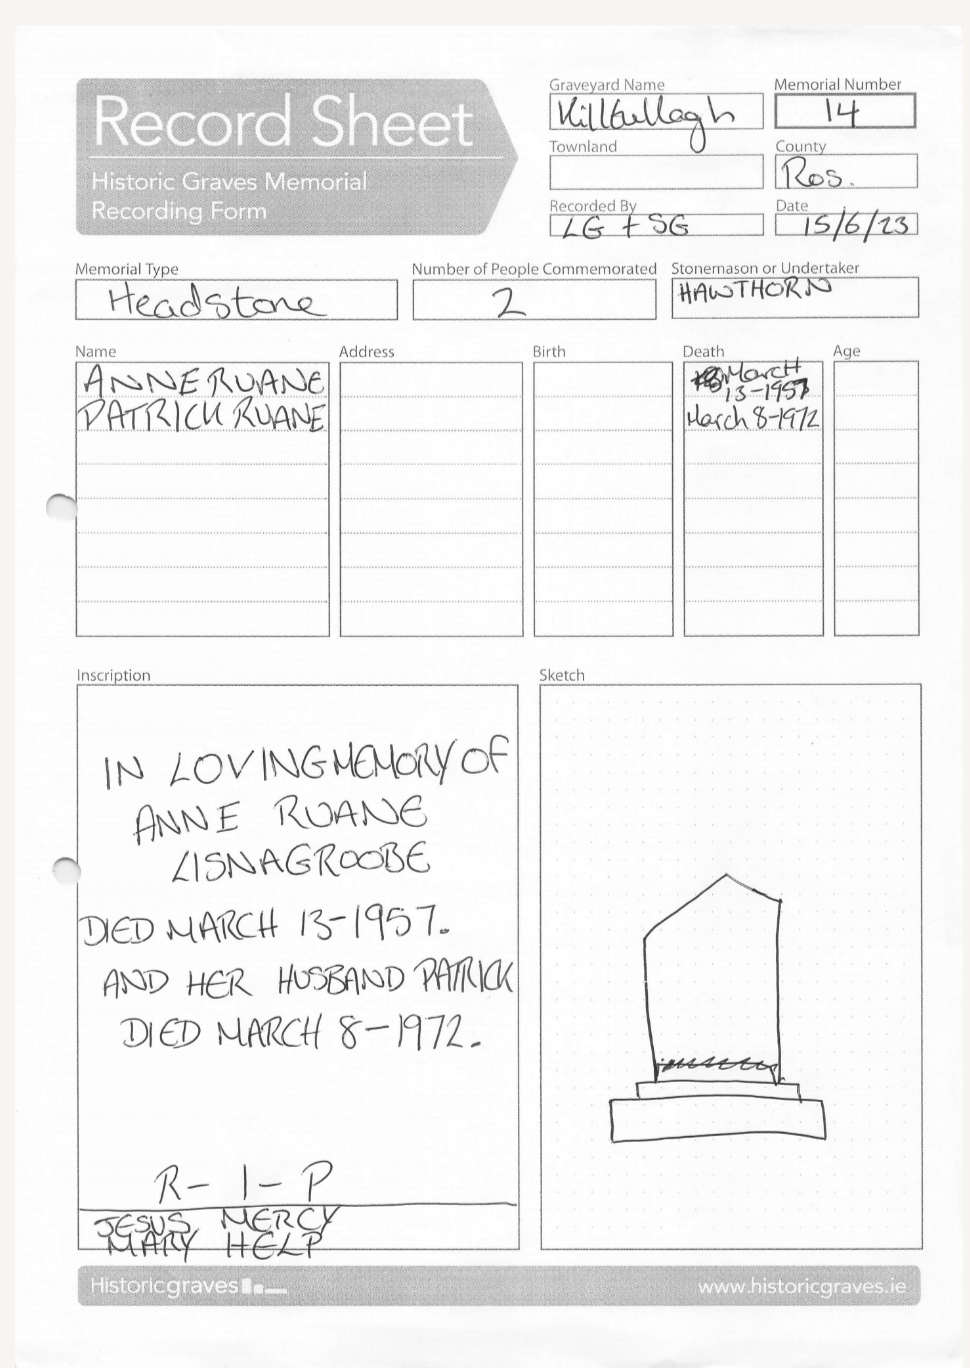 Record Sheet
Historic Graves Memorial
Recording Form
Graveyard Name
Killtullagh
Memorial Number
14
Townland
County
Ros.
Recorded By
LG + SG
Date
15/6/23
Memorial Type
Headstone
Number of People Commemorated
2
Stonemason or Undertaker
HAWTHORN
Name
Address
Birth
Death
Age
ANNE RUANE
March
13-1957
PATRICK RUANE
March 8-1972
Inscription
IN LOVING MEMORY OF
ANNE RUANE
LISNAGROOBE
DIED MARCH 13-1957.
AND HER HUSBAND PATRICK
DIED MARCH 8-1972.
R- I- P
JESUS, MERCY
MARY HELP
Sketch
Historicgraves
www.historicgraves.ie